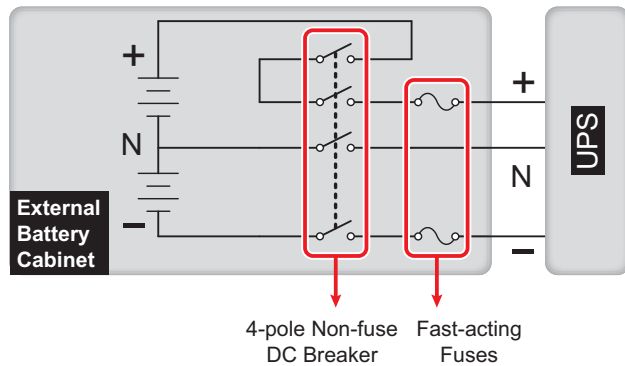 +
N
−
External
Battery
Cabinet
+
N
−
UPS
4-pole Non-fuse
DC Breaker
Fast-acting
Fuses